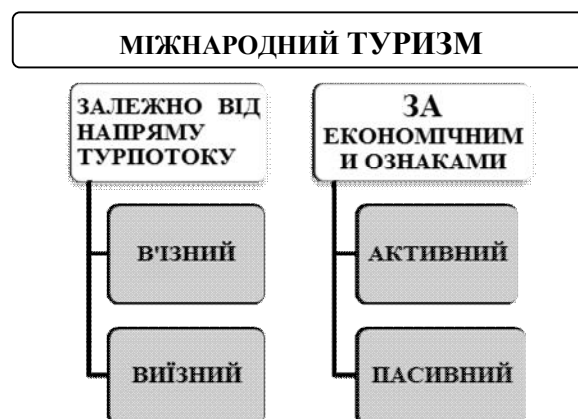 МІЖНАРОДНИЙ ТУРИЗМ
ЗАЛЕЖНО ВІД
НАПРЯМУ
ТУРПОТОКУ
В'ЇЗНИЙ
ВИЇЗНИЙ
ЗА
ЕКОНОМІЧНИМ
И ОЗНАКАМИ
АКТИВНИЙ
ПАСИВНИЙ